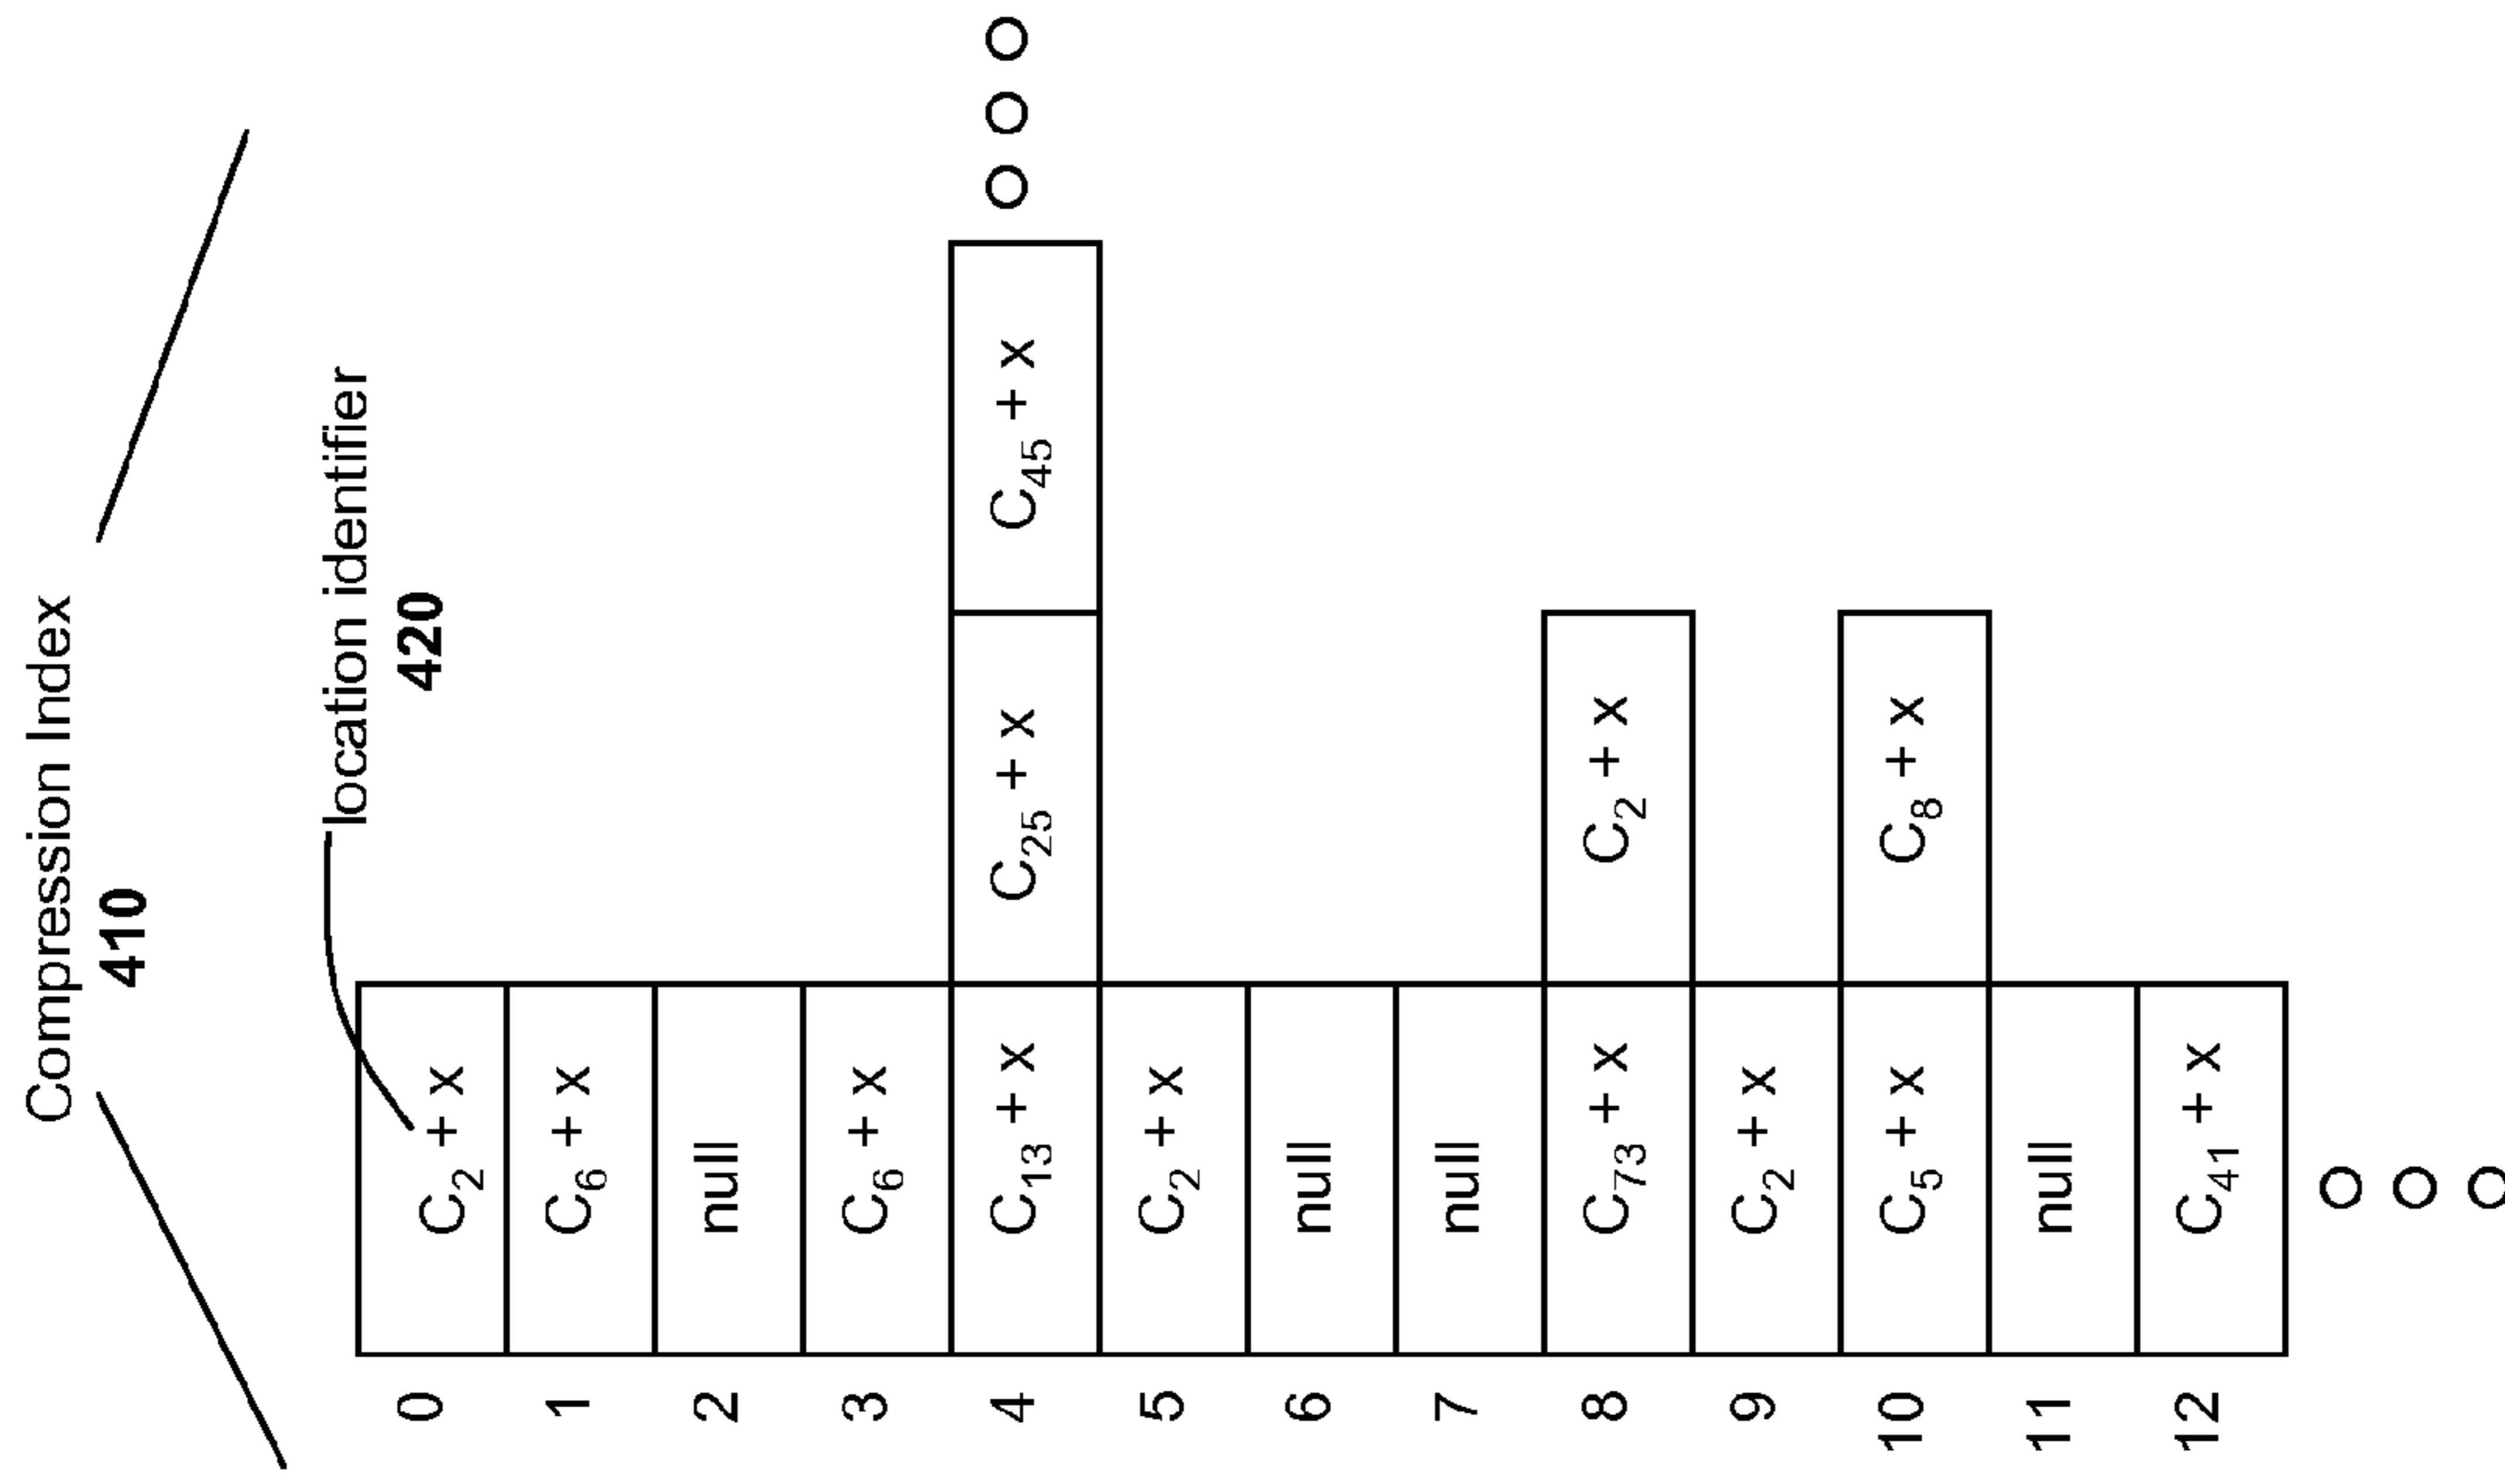 Compression Index
410
location identifier
420
0 C₂ + x
1 C₆ + x
2 null
3 C₆ + x
4 C₁₃ + x C₂₅ + x C₄₅ + x
5 C₂ + x
6 null
7 null
8 C₇₃ + x C₂ + x
9 C₂ + x
10 C₅ + x C₈ + x
11 null
12 C₄₁ + x